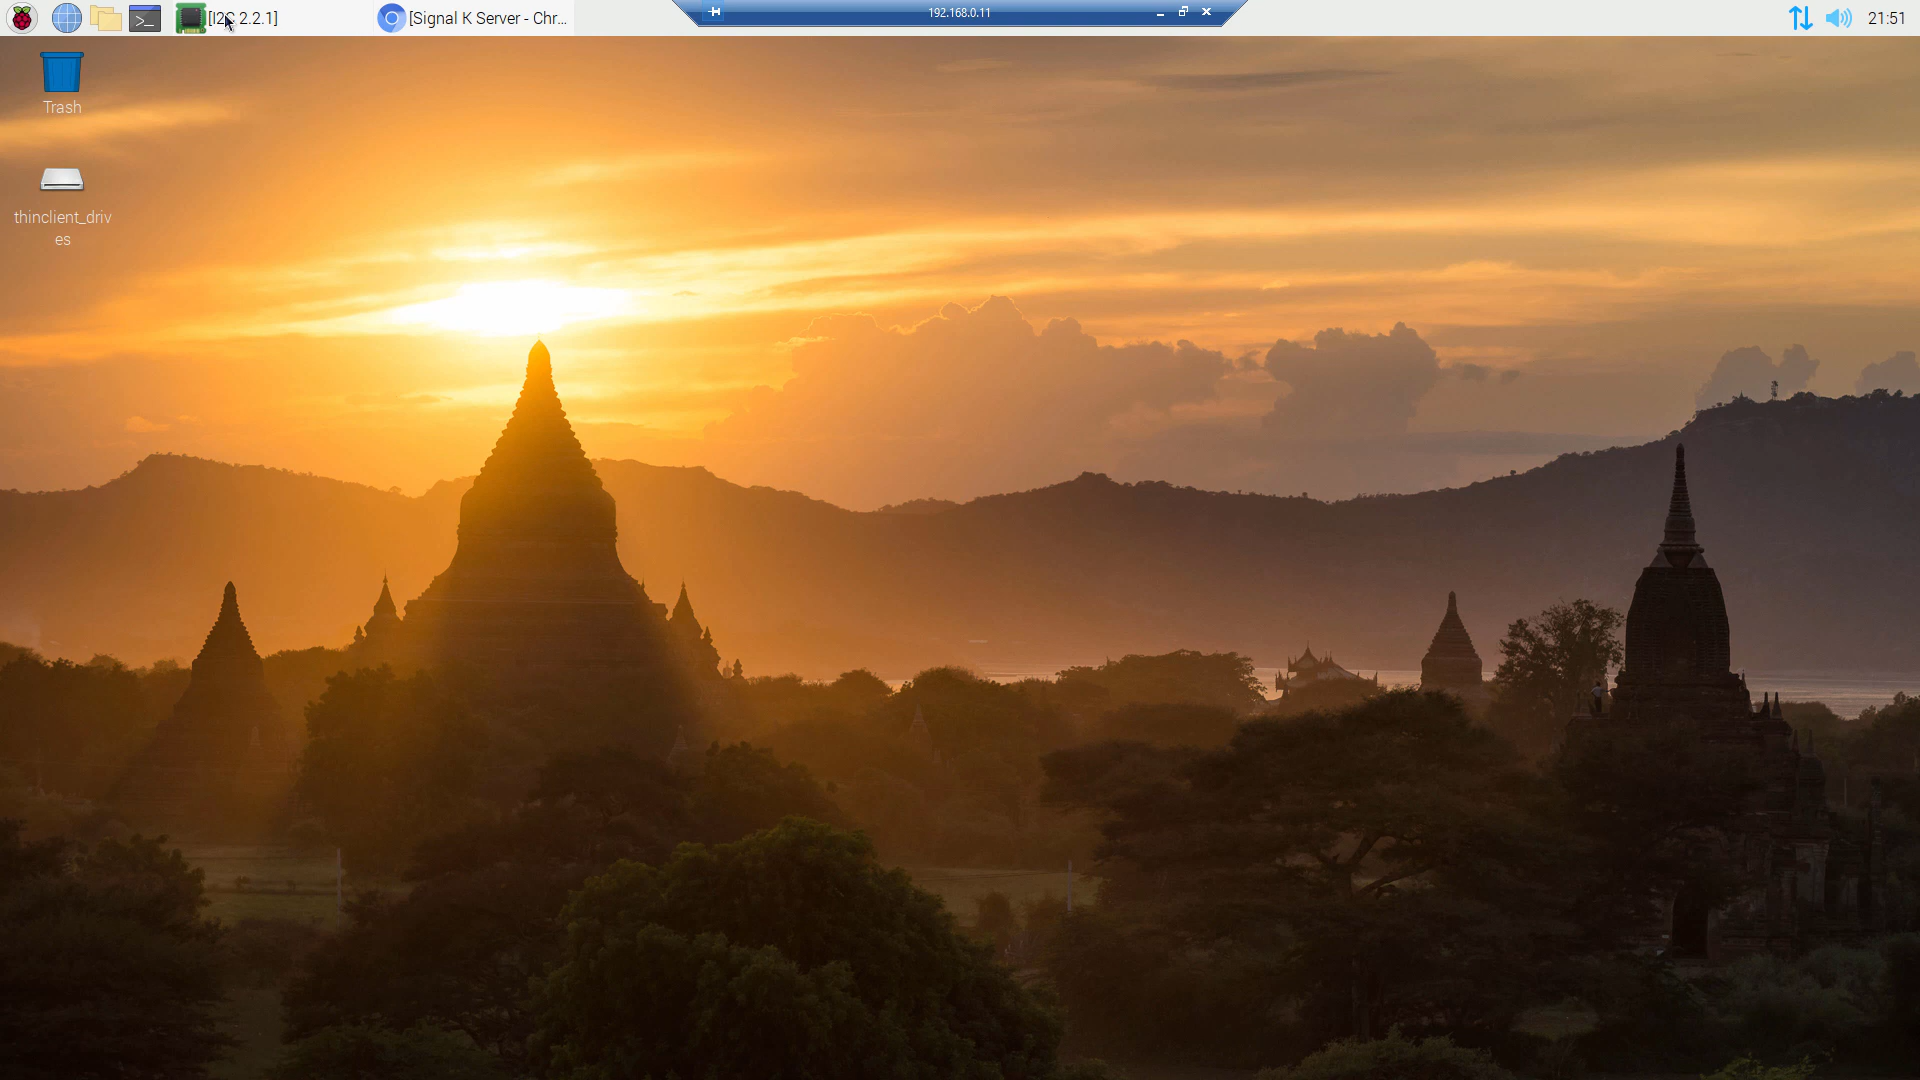 [I2C 2.2.1]
[Signal K Server - Chr...
192.168.0.11
21:51
Trash
thinclient_driv
es